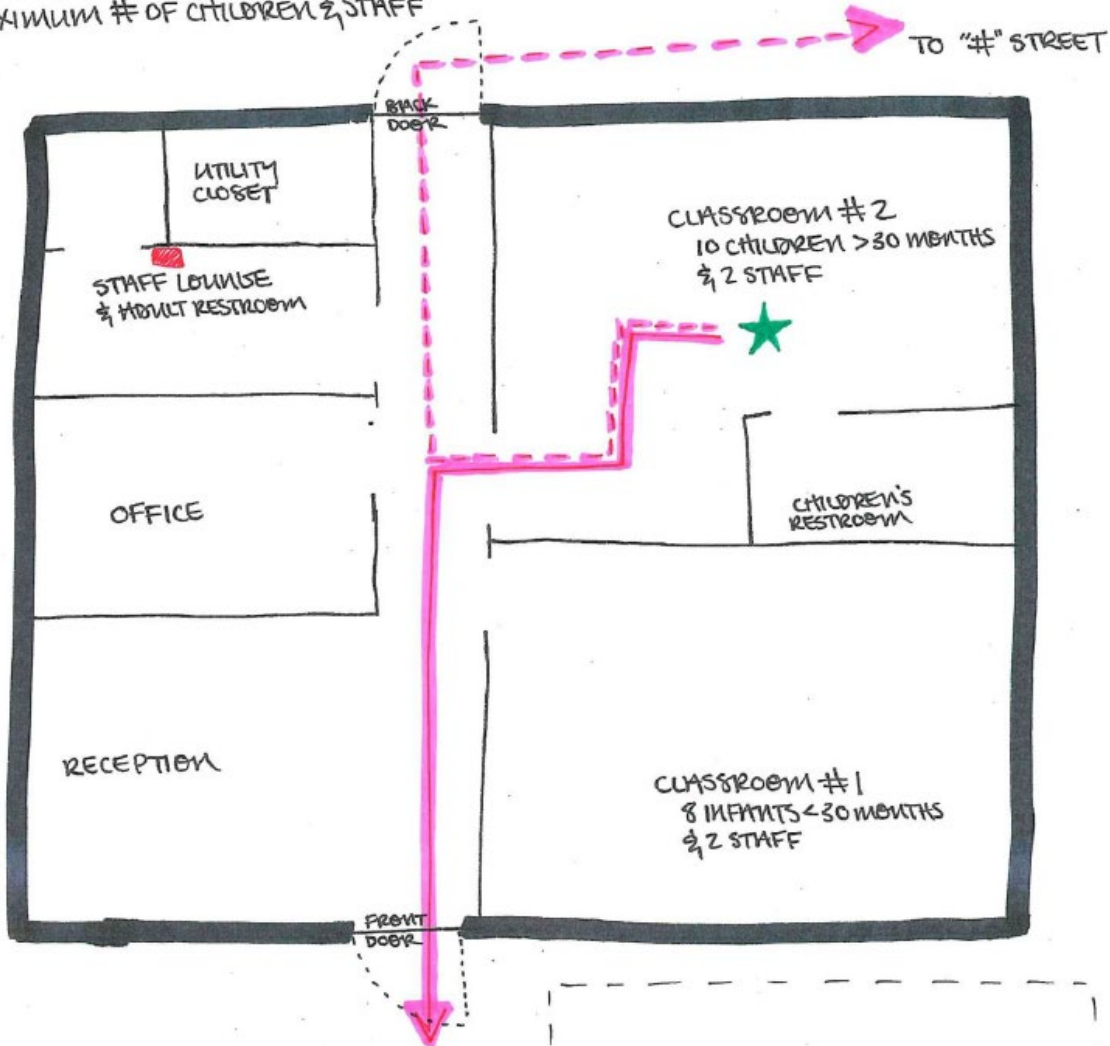 XIMUM # OF CHILDREN & STAFF
TO "#" STREET
BACK
DOOR
UTILITY
CLOSET
CLASSROOM #2
10 CHILDREN >30 MONTHS
& 2 STAFF
STAFF LOUNGE
& ADULT RESTROOM
OFFICE
CHILDREN'S
RESTROOM
RECEPTION
CLASSROOM #1
8 INFANTS <30 MONTHS
& 2 STAFF
FRONT
DOOR